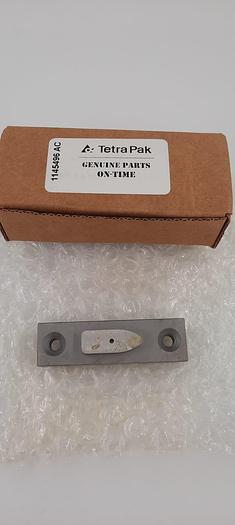 1145496 AC
Tetra Pak
GENUINE PARTS
ON-TIME